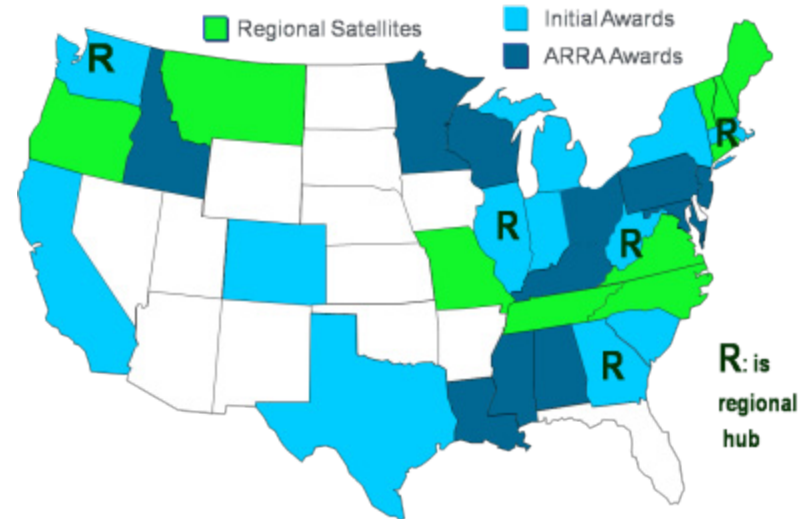 Regional Satellites
Initial Awards
ARRA Awards
R
R
R
R
R
R: is
regional
hub